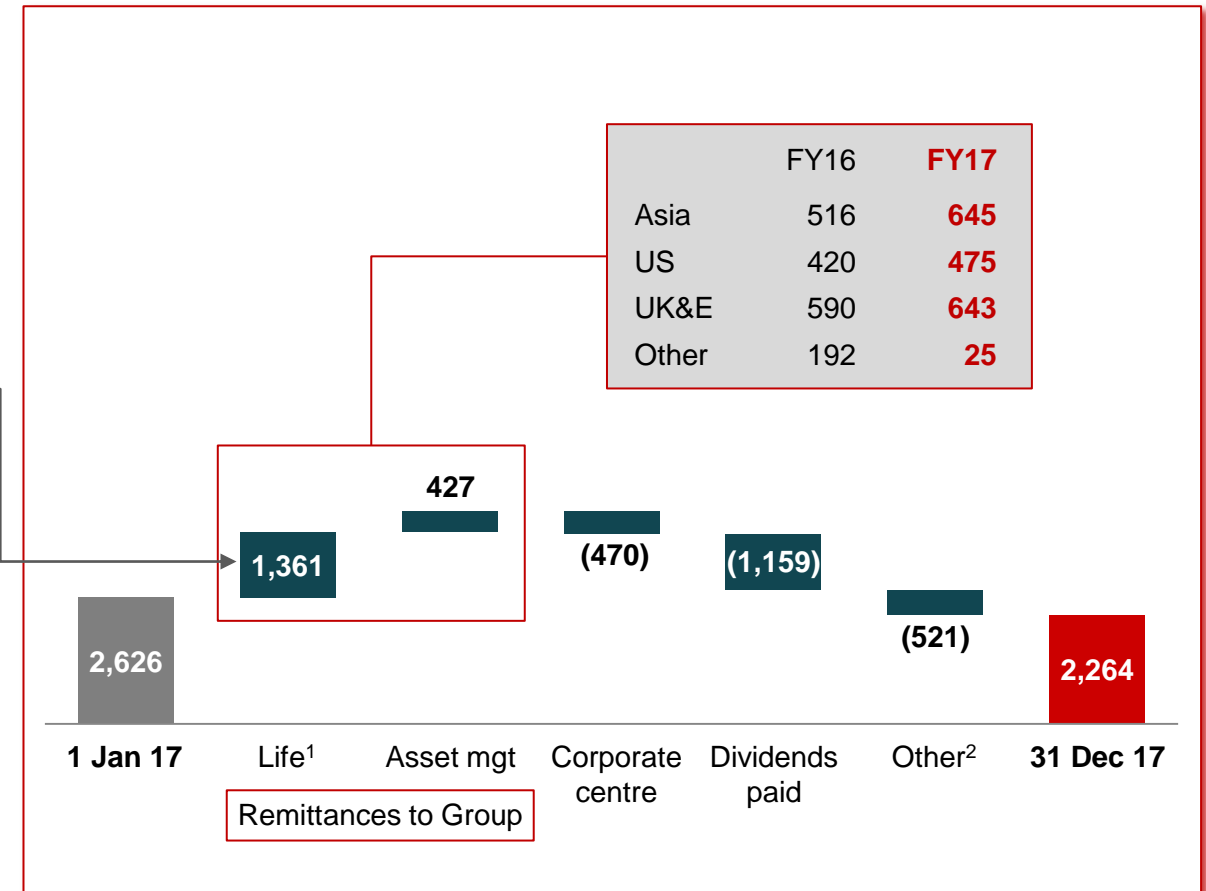 FY16 FY17
Asia 516 645
US 420 475
UK&E 590 643
Other 192 25
427
1,361
(470)
(1,159)
(521)
2,626
2,264
1 Jan 17 Life¹ Asset mgt Corporate centre Dividends paid Other² 31 Dec 17
Remittances to Group